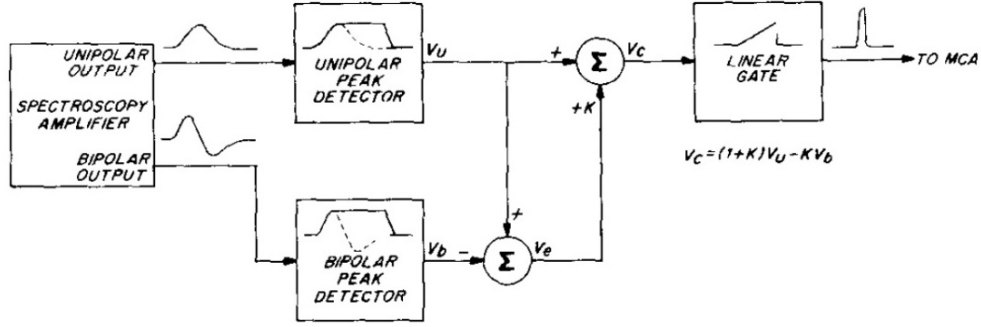 UNIPOLAR
OUTPUT
SPECTROSCOPY
AMPLIFIER
BIPOLAR
OUTPUT
UNIPOLAR
PEAK
DETECTOR
Vu
BIPOLAR
PEAK
DETECTOR
Vb
-
+
Σ
Ve
+
+K
Σ
Vc
LINEAR
GATE
TO MCA
Vc=(1+K)Vu-KVb